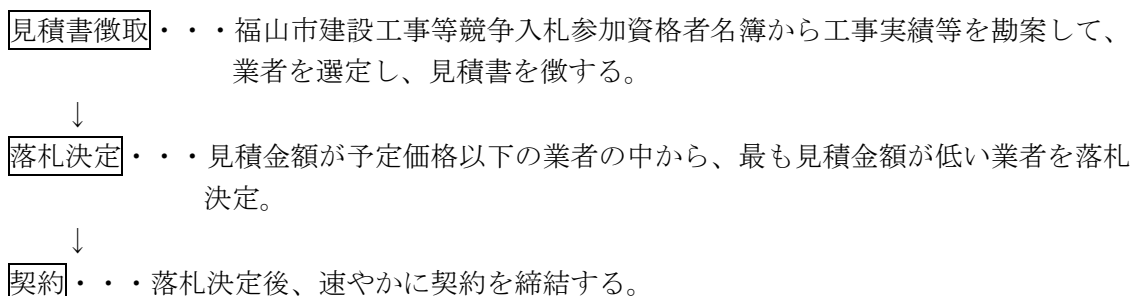 見積書徴取・・・福山市建設工事等競争入札参加資格者名簿から工事実績等を勘案して、
業者を選定し、見積書を徴する。
↓
落札決定・・・見積金額が予定価格以下の業者の中から、最も見積金額が低い業者を落札
決定。
↓
契約・・・落札決定後、速やかに契約を締結する。